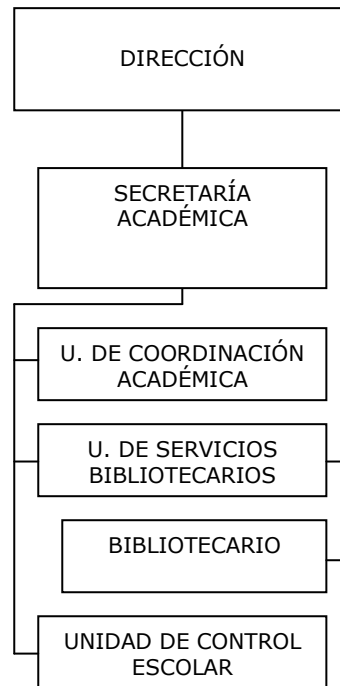 DIRECCIÓN
SECRETARÍA
ACADÉMICA
U. DE COORDINACIÓN
ACADÉMICA
U. DE SERVICIOS
BIBLIOTECARIOS
BIBLIOTECARIO
UNIDAD DE CONTROL
ESCOLAR